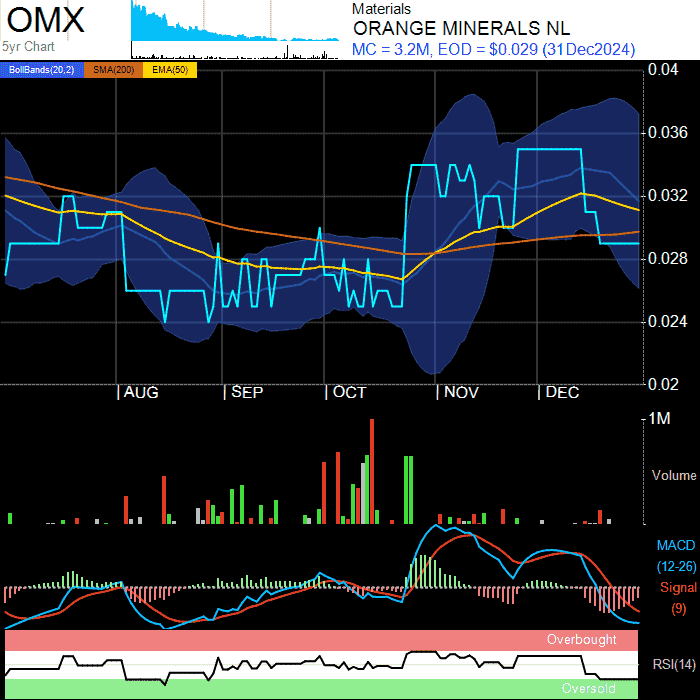 OMX
5yr Chart
Materials
ORANGE MINERALS NL
MC = 3.2M, EOD = $0.029 (31Dec2024)
BollBands(20,2) SMA(200) EMA(50)
0.04
0.036
0.032
0.028
0.024
0.02
AUG SEP OCT NOV DEC
1M
Volume
MACD
(12-26)
Signal
(9)
Overbought
RSI(14)
Oversold